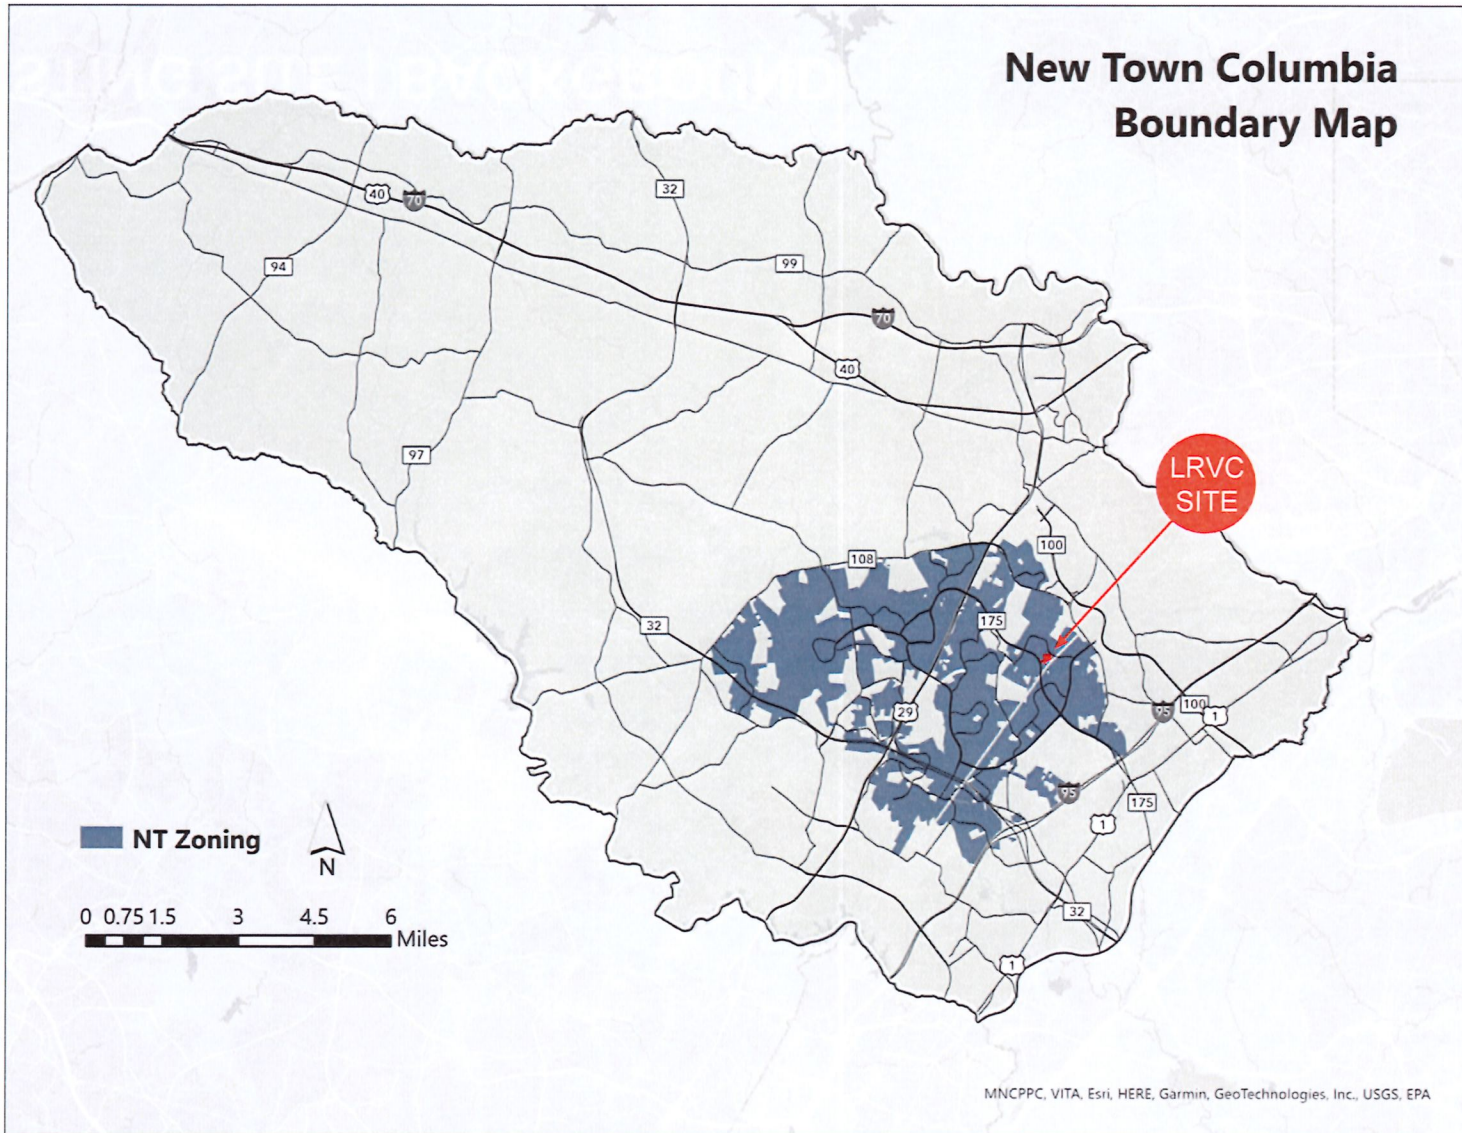 New Town Columbia
Boundary Map
40
70
32
94
99
70
40
97
LRVC
SITE
108
100
175
32
29
95
100
1
95
175
1
32
1
NT Zoning
N
0 0.75 1.5 3 4.5 6
Miles
MNCPPC, VITA, Esri, HERE, Garmin, GeoTechnologies, Inc., USGS, EPA